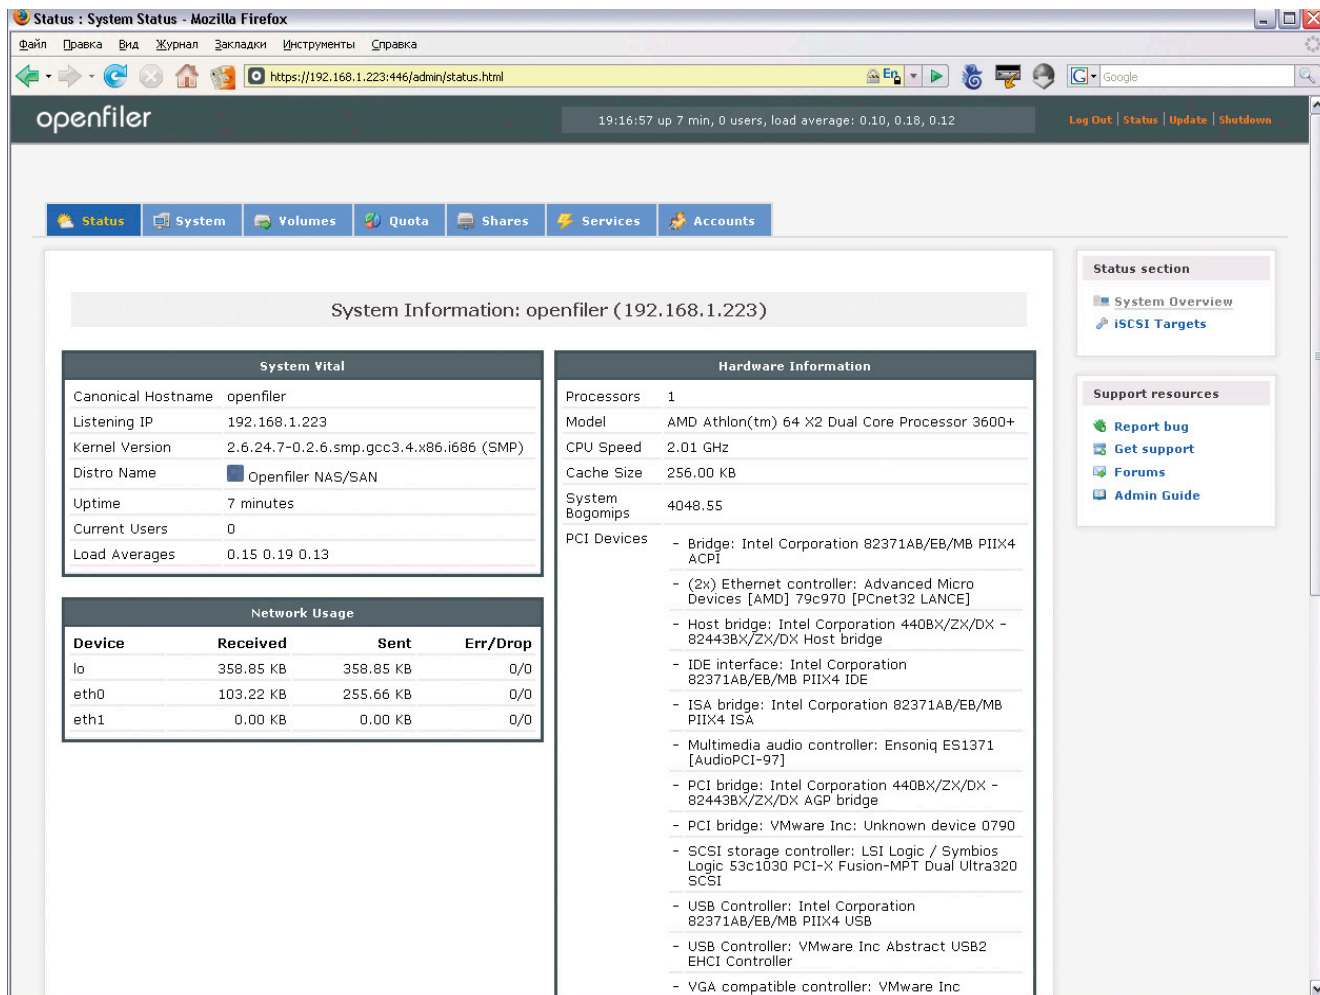 Status : System Status - Mozilla Firefox
Файл Правка Вид Журнал Закладки Инструменты Справка
https://192.168.1.223:446/admin/status.html
En
G
Google
openfiler
19:16:57 up 7 min, 0 users, load average: 0.10, 0.18, 0.12
Log Out | Status | Update | Shutdown
Status System Volumes Quota Shares Services Accounts
System Information: openfiler (192.168.1.223)
System Vital
Canonical Hostname openfiler
Listening IP 192.168.1.223
Kernel Version 2.6.24.7-0.2.6.smp.gcc3.4.x86.i686 (SMP)
Distro Name Openfiler NAS/SAN
Uptime 7 minutes
Current Users 0
Load Averages 0.15 0.19 0.13
Network Usage
Device Received Sent Err/Drop
lo 358.85 KB 358.85 KB 0/0
eth0 103.22 KB 255.66 KB 0/0
eth1 0.00 KB 0.00 KB 0/0
Hardware Information
Processors 1
Model AMD Athlon(tm) 64 X2 Dual Core Processor 3600+
CPU Speed 2.01 GHz
Cache Size 256.00 KB
System
Bogomips 4048.55
PCI Devices
- Bridge: Intel Corporation 82371AB/EB/MB PIIX4
ACPI
- (2x) Ethernet controller: Advanced Micro
Devices [AMD] 79c970 [PCnet32 LANCE]
- Host bridge: Intel Corporation 440BX/ZX/DX -
82443BX/ZX/DX Host bridge
- IDE interface: Intel Corporation
82371AB/EB/MB PIIX4 IDE
- ISA bridge: Intel Corporation 82371AB/EB/MB
PIIX4 ISA
- Multimedia audio controller: Ensoniq ES1371
[AudioPCI-97]
- PCI bridge: Intel Corporation 440BX/ZX/DX -
82443BX/ZX/DX AGP bridge
- PCI bridge: VMware Inc: Unknown device 0790
- SCSI storage controller: LSI Logic / Symbios
Logic 53c1030 PCI-X Fusion-MPT Dual Ultra320
SCSI
- USB Controller: Intel Corporation
82371AB/EB/MB PIIX4 USB
- USB Controller: VMware Inc Abstract USB2
EHCI Controller
- VGA compatible controller: VMware Inc
Status section
System Overview
iSCSI Targets
Support resources
Report bug
Get support
Forums
Admin Guide